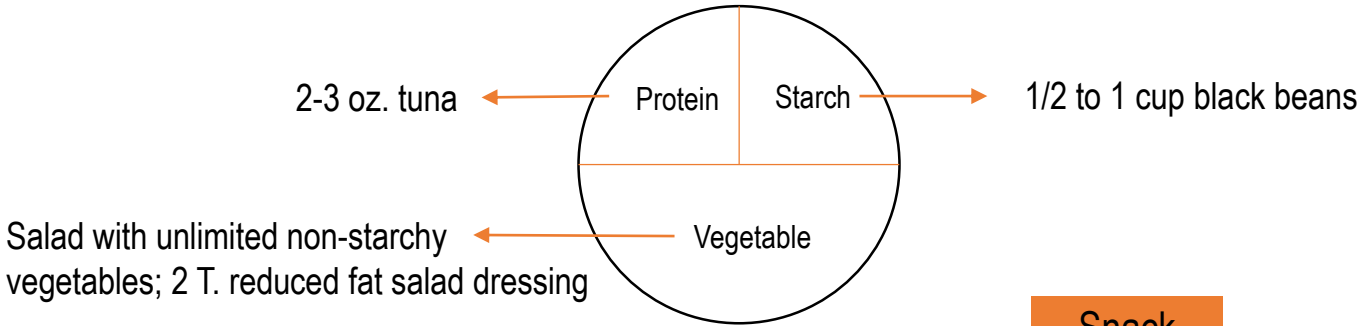 2-3 oz. tuna
Protein
Starch
1/2 to 1 cup black beans
Salad with unlimited non-starchy
vegetables; 2 T. reduced fat salad dressing
Vegetable
Snack